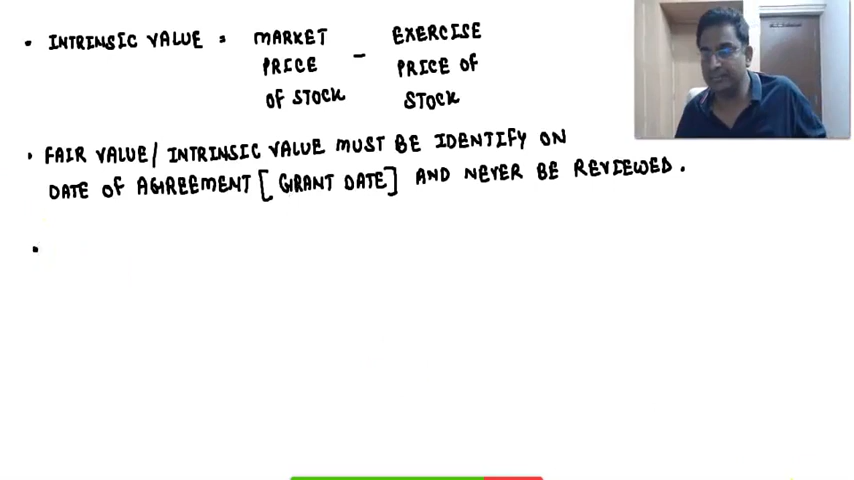 • INTRINSIC VALUE = MARKET PRICE OF STOCK - EXERCISE PRICE OF STOCK
• FAIR VALUE/ INTRINSIC VALUE MUST BE IDENTIFY ON
DATE OF AGREEMENT [GRANT DATE] AND NEVER BE REVIEWED.
•